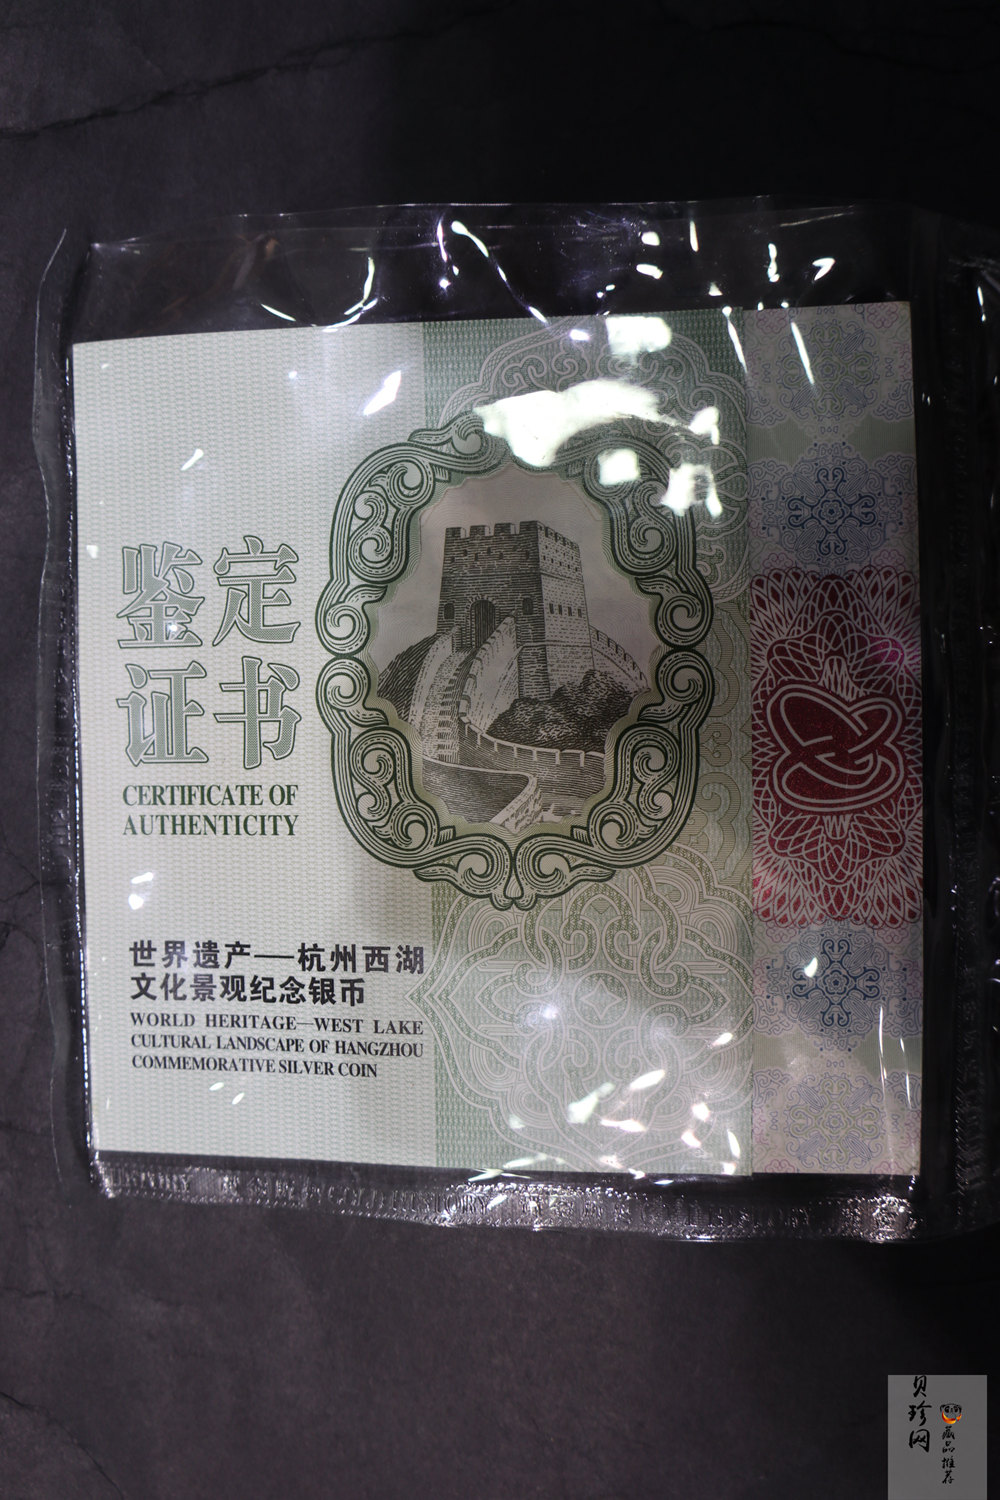 鉴定
证书
CERTIFICATE OF
AUTHENTICITY
世界遗产—杭州西湖
文化景观纪念银币
WORLD HERITAGE—WEST LAKE
CULTURAL LANDSCAPE OF HANGZHOU
COMMEMORATIVE SILVER COIN
贝珍网
藏品推荐